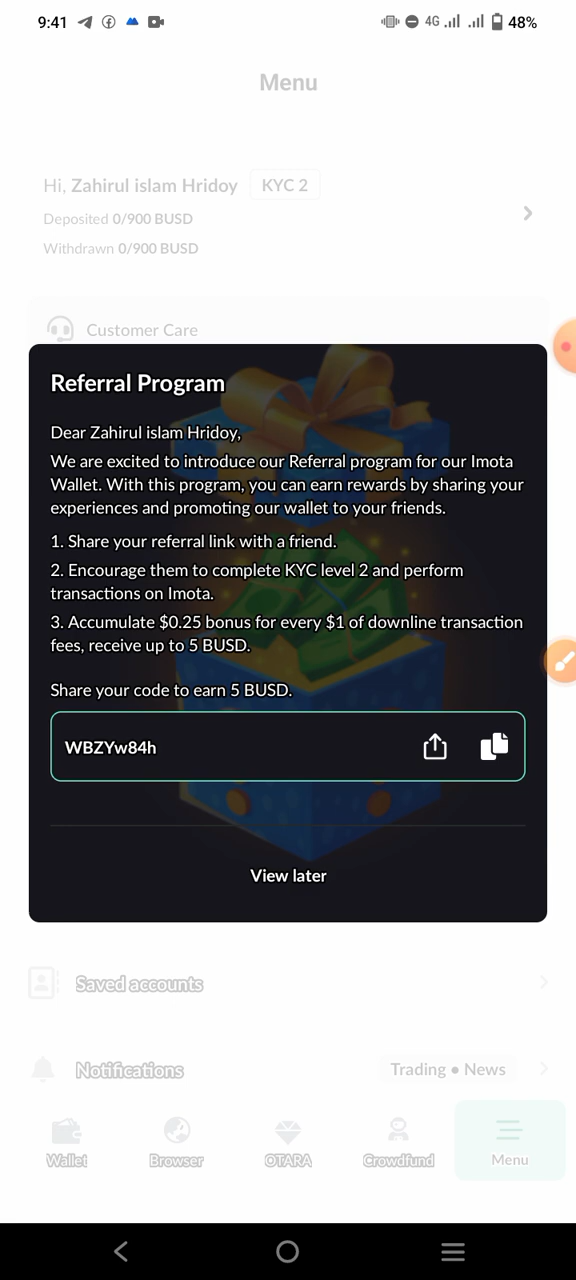 9:41 4G 48%
Menu
Hi, Zahirul islam Hridoy KYC 2
Deposited 0/900 BUSD
Withdrawn 0/900 BUSD
Customer Care
Referral Program
Dear Zahirul islam Hridoy,
We are excited to introduce our Referral program for our Imota
Wallet. With this program, you can earn rewards by sharing your
experiences and promoting our wallet to your friends.
1. Share your referral link with a friend.
2. Encourage them to complete KYC level 2 and perform
transactions on Imota.
3. Accumulate $0.25 bonus for every $1 of downline transaction
fees, receive up to 5 BUSD.
Share your code to earn 5 BUSD.
WBZYw84h
View later
Saved accounts
Notifications Trading • News
Wallet Browser OTARA Crowdfund Menu